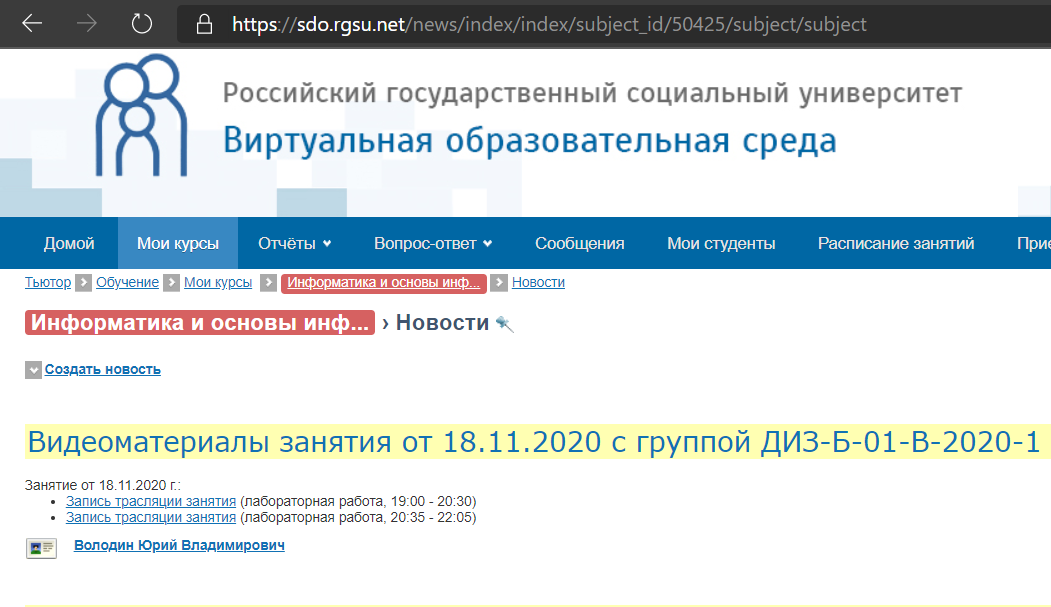 https://sdo.rgsu.net/news/index/index/subject_id/50425/subject/subject
Российский государственный социальный университет
Виртуальная образовательная среда
Домой Мои курсы Отчёты Вопрос-ответ Сообщения Мои студенты Расписание занятий При
Тьютор Обучение Мои курсы Информатика и основы инф... Новости
Информатика и основы инф... › Новости
Создать новость
Видеоматериалы занятия от 18.11.2020 с группой ДИЗ-Б-01-В-2020-1
Занятие от 18.11.2020 г.:
• Запись трасляции занятия (лабораторная работа, 19:00 - 20:30)
• Запись трасляции занятия (лабораторная работа, 20:35 - 22:05)
Володин Юрий Владимирович